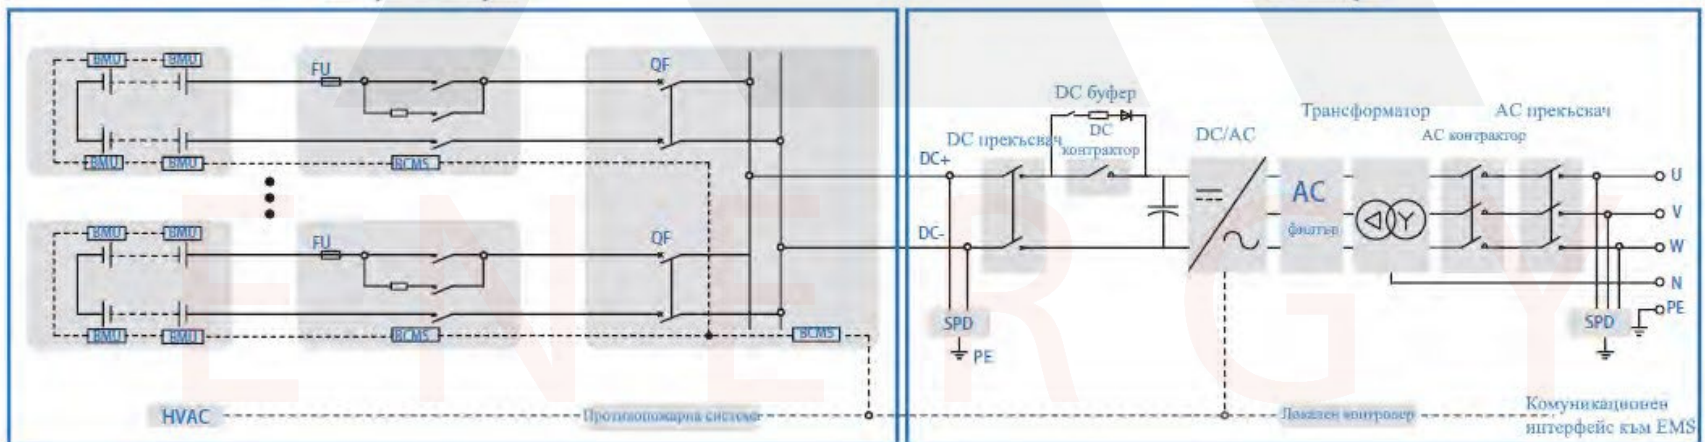 BMU BMU
FU
QF
BMU BMU
BCMS
BMU BMU
FU
QF
BMU BMU
BCMS
BCMS
HVAC
Противопожарна система
DC буфер
DC прекъсвач
DC
контрактор
DC/AC
Трансформатор
AC контрактор
AC прекъсвач
DC+
DC-
AC
филтър
U
V
W
N
PE
SPD
PE
SPD
Локален контролер
Комуникационен
интерфейс към EMS
ENERGY